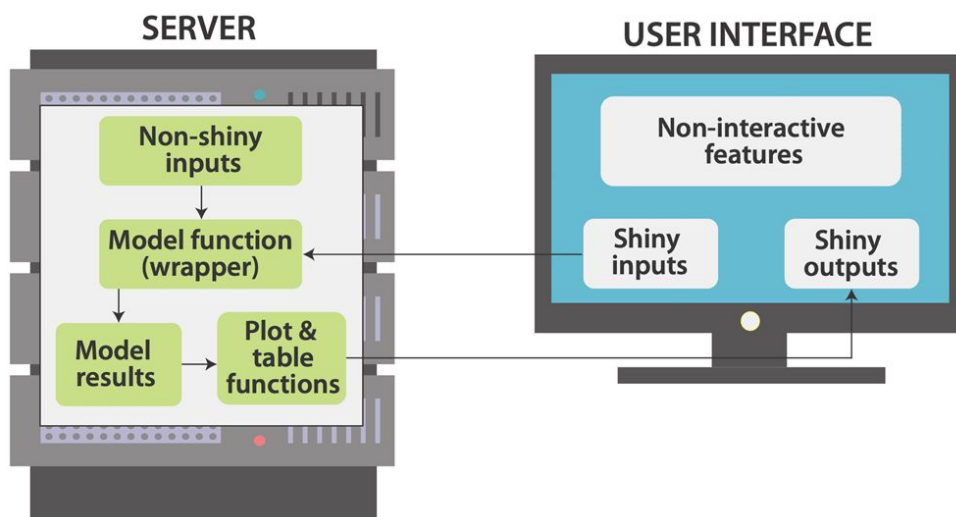 SERVER
Non-shiny
inputs
Model function
(wrapper)
Model
results
Plot &
table
functions
USER INTERFACE
Non-interactive
features
Shiny
inputs
Shiny
outputs